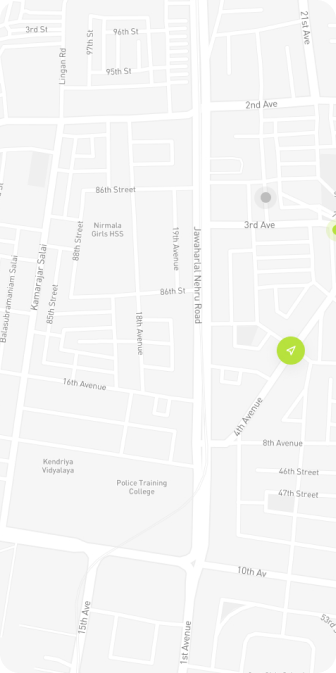 3rd St
Lingan Rd
97th St
96th St
95th St
21st Ave
2nd Ave
86th Street
Nirmala
Girls HSS
88th Street
19th Avenue
Jawaharlal Nehru Road
3rd Ave
Balasubramaniam Salai
Kamarajar Salai
85th Street
86th St
18th Avenue
16th Avenue
4th Avenue
8th Avenue
Kendriya
Vidyalaya
Police Training
College
46th Street
47th Street
10th Av
15th Ave
1st Avenue
53rd